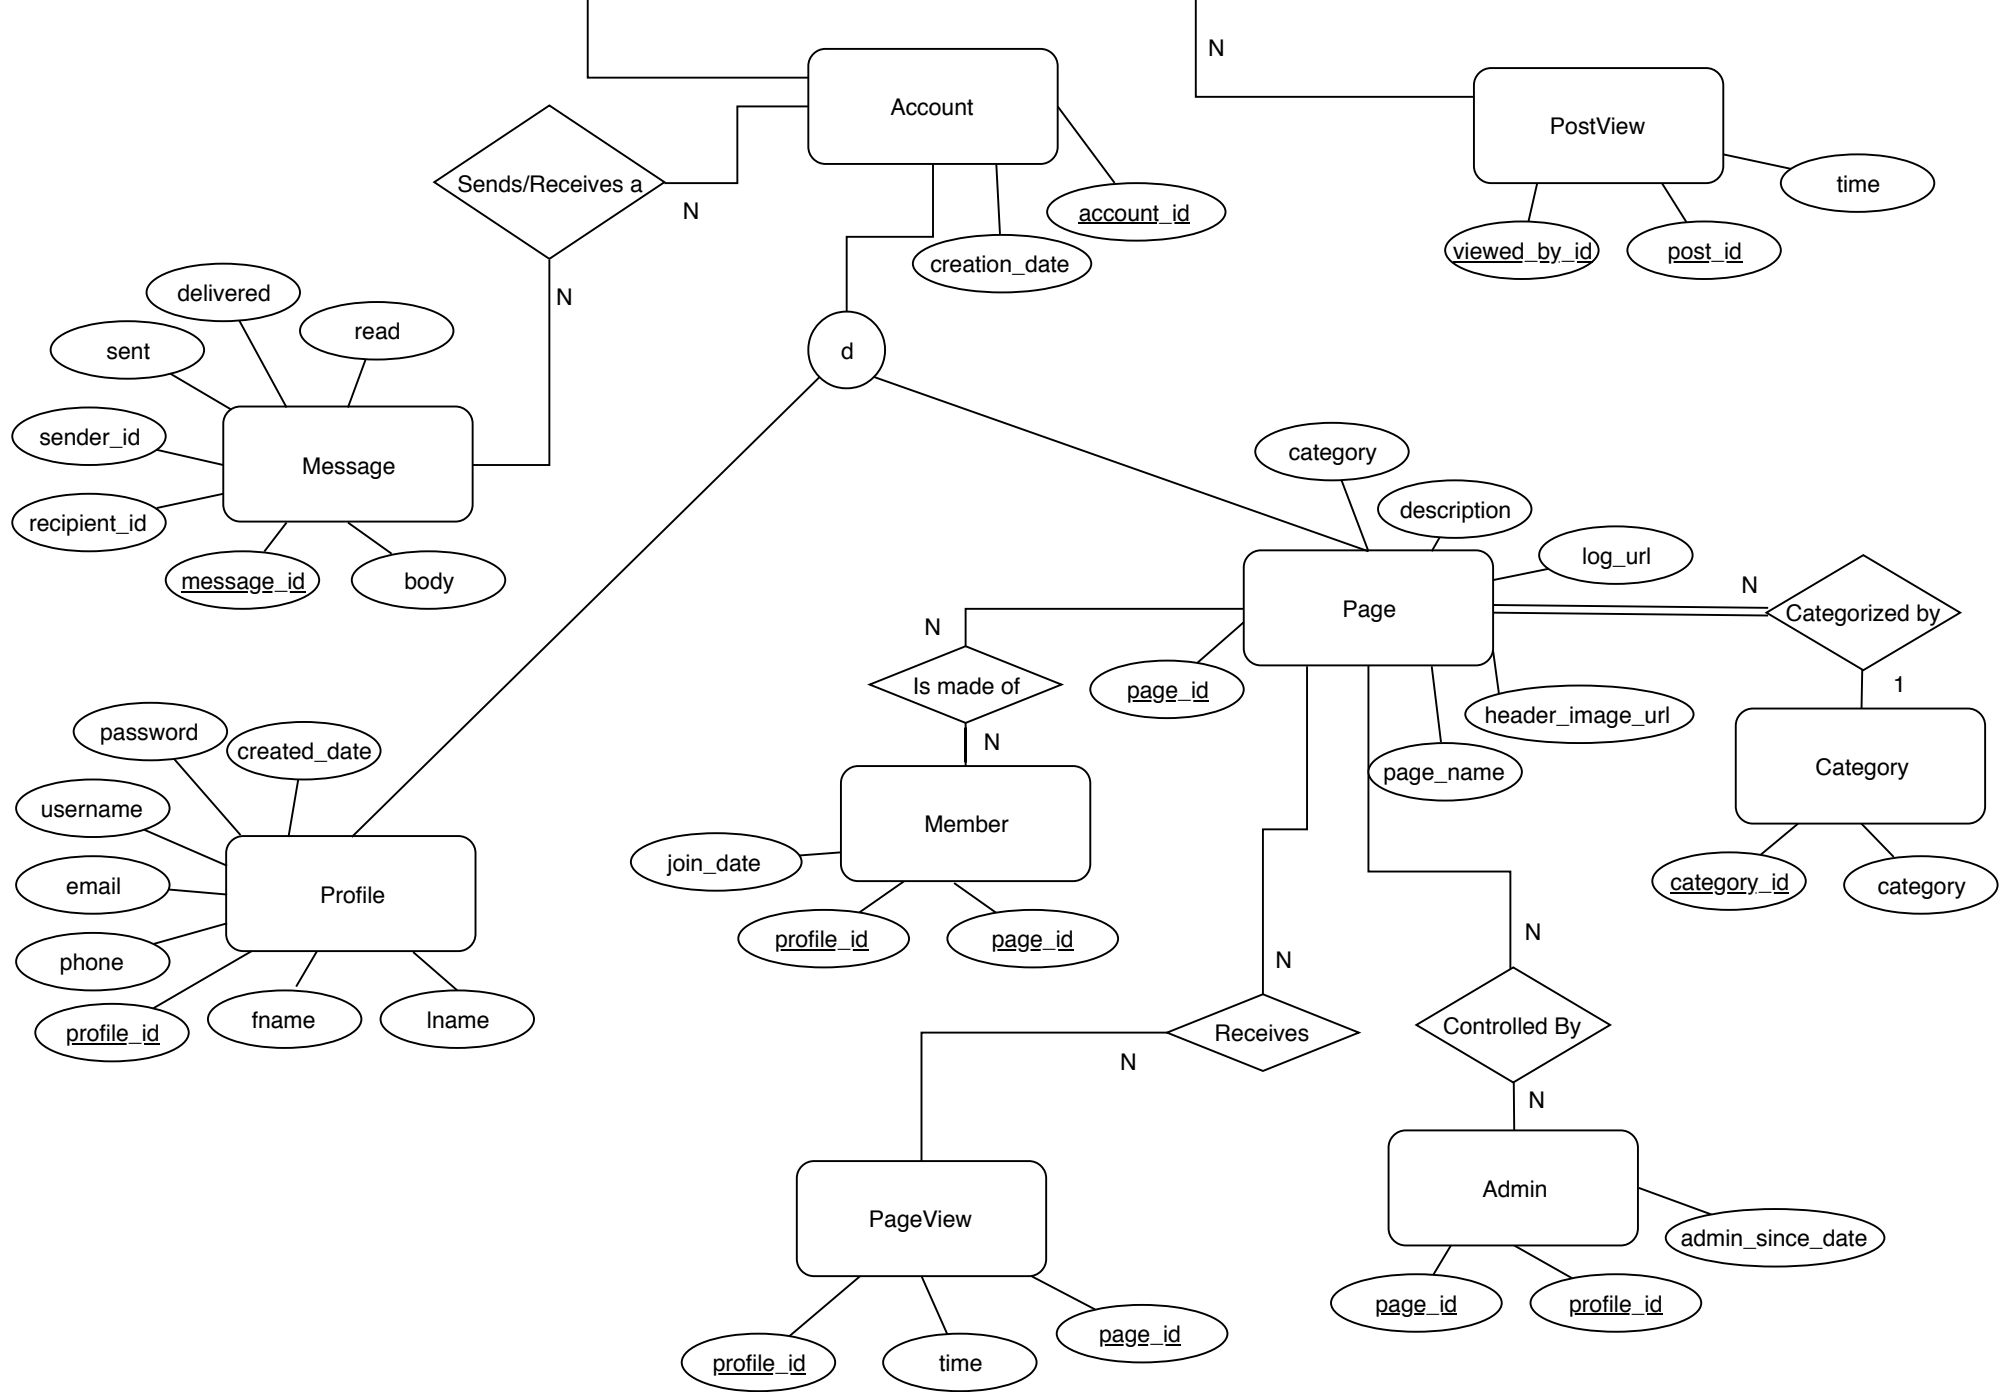 N
Account
PostView
Sends/Receives a
time
N
account_id
viewed_by_id
post_id
creation_date
delivered
N
read
sent
d
sender_id
Message
category
recipient_id
description
message_id
body
log_url
N
Page
Categorized by
N
Is made of
page_id
1
header_image_url
password
created_date
N
page_name
Category
username
Member
join_date
email
Profile
category_id
category
phone
profile_id
page_id
N
N
fname
lname
profile_id
Receives
Controlled By
N
N
Admin
PageView
admin_since_date
page_id
profile_id
page_id
profile_id
time